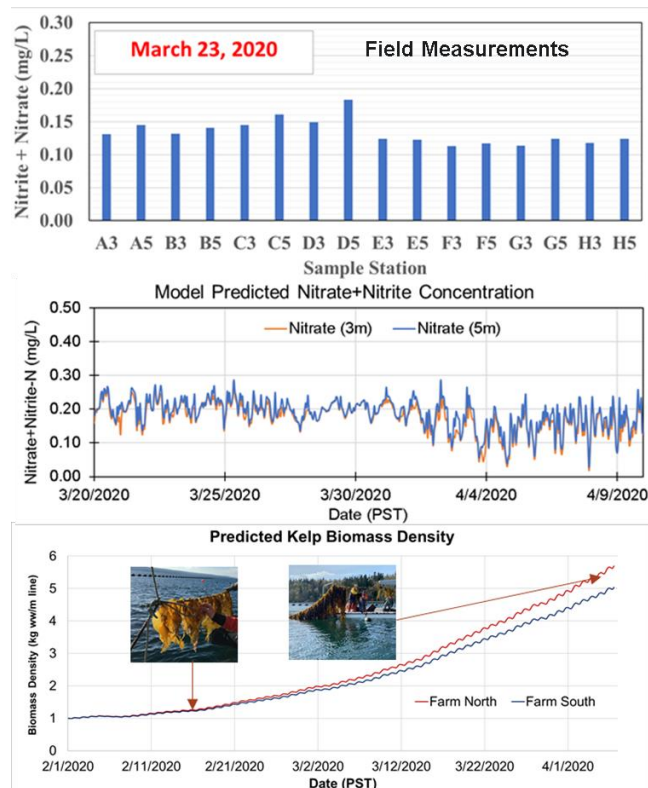 March 23, 2020
Field Measurements
Nitrite + Nitrate (mg/L)
0.30
0.25
0.20
0.15
0.10
0.05
0.00
A3 A5 B3 B5 C3 C5 D3 D5 E3 E5 F3 F5 G3 G5 H3 H5
Sample Station
Model Predicted Nitrate+Nitrite Concentration
Nitrate+Nitrite-N (mg/L)
0.50
0.40
0.30
0.20
0.10
0.00
Nitrate (3m) Nitrate (5m)
3/20/2020 3/25/2020 3/30/2020 4/4/2020 4/9/2020
Date (PST)
Predicted Kelp Biomass Density
Biomass Density (kg ww/m line)
6
5
4
3
2
1
0
Farm North Farm South
2/1/2020 2/11/2020 2/21/2020 3/2/2020 3/12/2020 3/22/2020 4/1/2020
Date (PST)